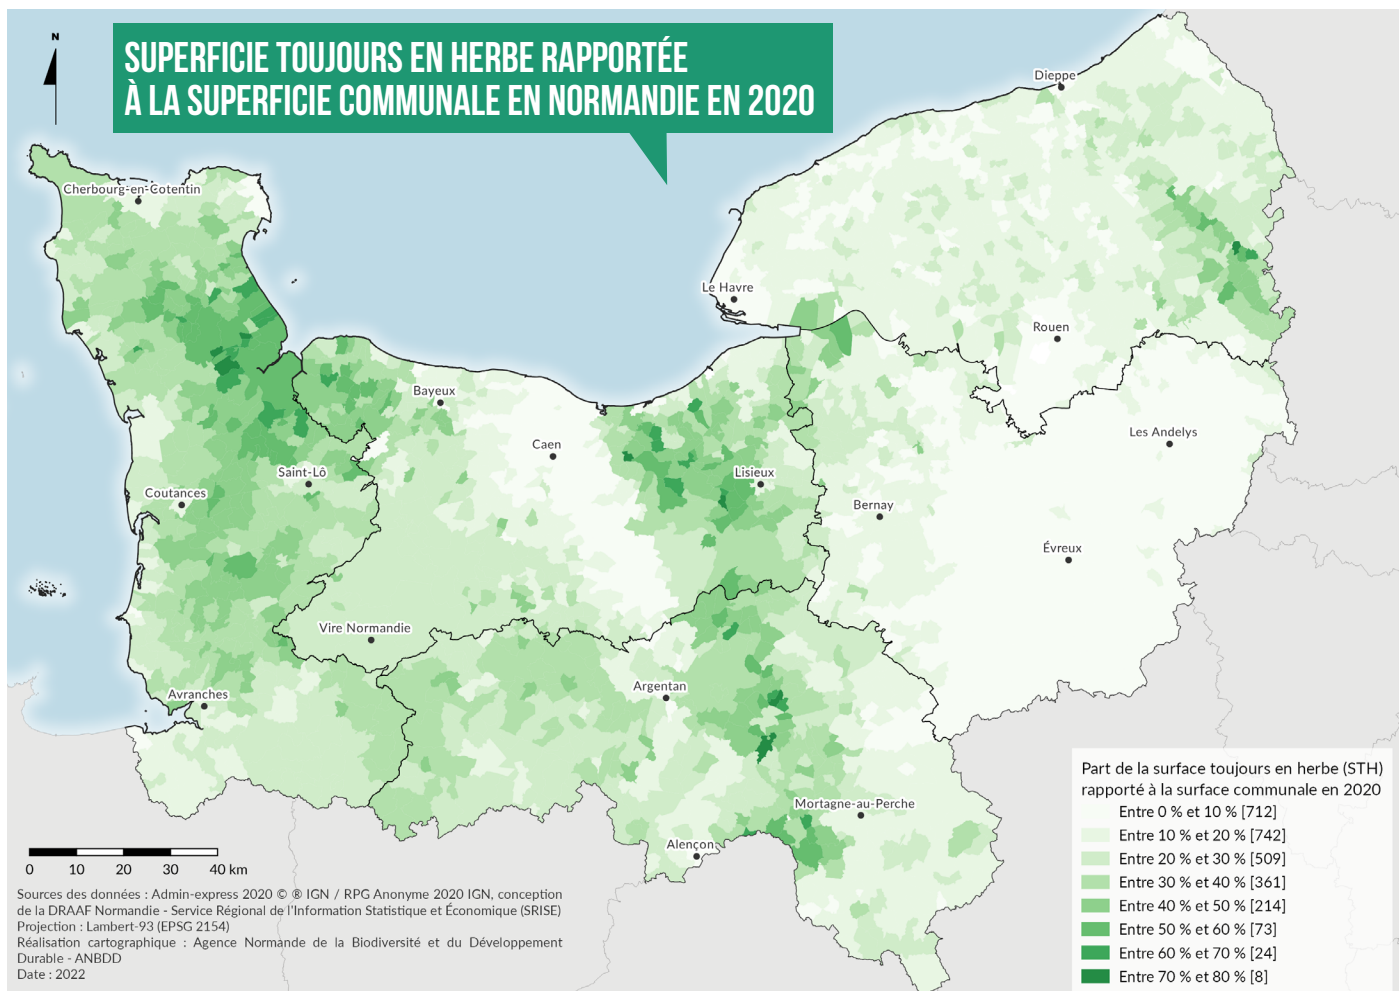 SUPERFICIE TOUJOURS EN HERBE RAPPORTÉE
À LA SUPERFICIE COMMUNALE EN NORMANDIE EN 2020
N
Dieppe
Cherbourg-en-Cotentin
Le Havre
Rouen
Bayeux
Caen
Les Andelys
Saint-Lô
Lisieux
Coutances
Bernay
Évreux
Vire Normandie
Argentan
Avranches
Mortagne-au-Perche
Alençon
Part de la surface toujours en herbe (STH)
rapporté à la surface communale en 2020
Entre 0 % et 10 % [712]
Entre 10 % et 20 % [742]
Entre 20 % et 30 % [509]
Entre 30 % et 40 % [361]
Entre 40 % et 50 % [214]
Entre 50 % et 60 % [73]
Entre 60 % et 70 % [24]
Entre 70 % et 80 % [8]
0 10 20 30 40 km
Sources des données : Admin-express 2020 © ® IGN / RPG Anonyme 2020 IGN, conception
de la DRAAF Normandie - Service Régional de l'Information Statistique et Économique (SRISE)
Projection : Lambert-93 (EPSG 2154)
Réalisation cartographique : Agence Normande de la Biodiversité et du Développement
Durable - ANBDD
Date : 2022